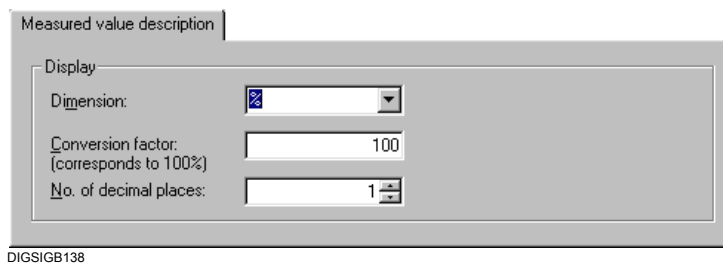 Measured value description
Display
Dimension: %
Conversion factor: 100
(corresponds to 100%)
No. of decimal places: 1
DIGSIGB138